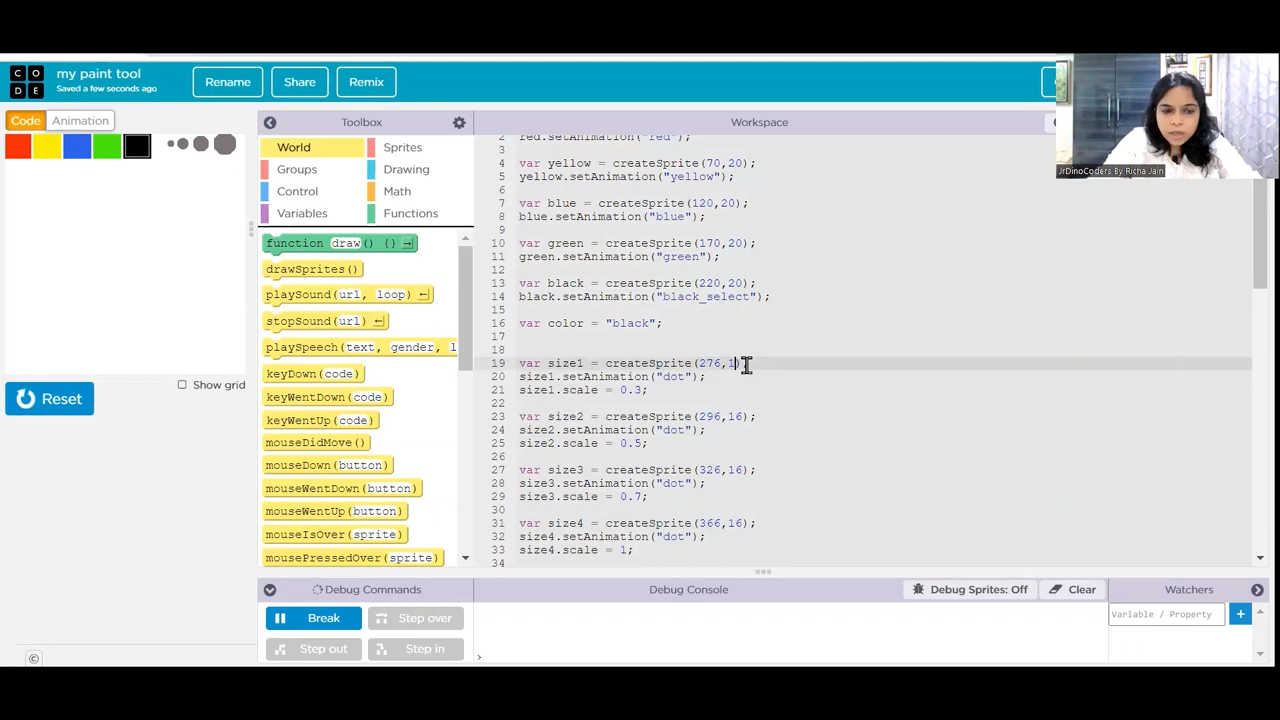 CO
DE
my paint tool
Saved a few seconds ago
Rename
Share
Remix
Code
Animation
Toolbox
Workspace
World
Sprites
Groups
Drawing
Control
Math
Variables
Functions
function draw() {}
drawSprites()
playSound(url, loop)
stopSound(url)
playSpeech(text, gender, l
keyDown(code)
keyWentDown(code)
keyWentUp(code)
mouseDidMove()
mouseDown(button)
mouseWentDown(button)
mouseWentUp(button)
mouseIsOver(sprite)
mousePressedOver(sprite)
Show grid
Reset
2 red.setAnimation("red");
3
4 var yellow = createSprite(70,20);
5 yellow.setAnimation("yellow");
6
7 var blue = createSprite(120,20);
8 blue.setAnimation("blue");
9
10 var green = createSprite(170,20);
11 green.setAnimation("green");
12
13 var black = createSprite(220,20);
14 black.setAnimation("black_select");
15
16 var color = "black";
17
18
19 var size1 = createSprite(276,1);
20 size1.setAnimation("dot");
21 size1.scale = 0.3;
22
23 var size2 = createSprite(296,16);
24 size2.setAnimation("dot");
25 size2.scale = 0.5;
26
27 var size3 = createSprite(326,16);
28 size3.setAnimation("dot");
29 size3.scale = 0.7;
30
31 var size4 = createSprite(366,16);
32 size4.setAnimation("dot");
33 size4.scale = 1;
34
JrDinoCoders By Richa Jain
Debug Commands
Debug Console
Debug Sprites: Off
Clear
Watchers
Break
Step over
Step out
Step in
Variable / Property
+
>
©